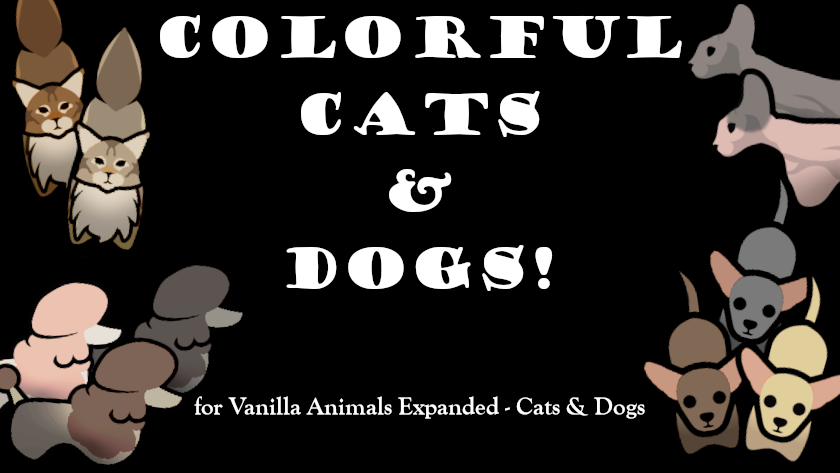 COLORFUL
CATS
&
DOGS!
for Vanilla Animals Expanded - Cats & Dogs